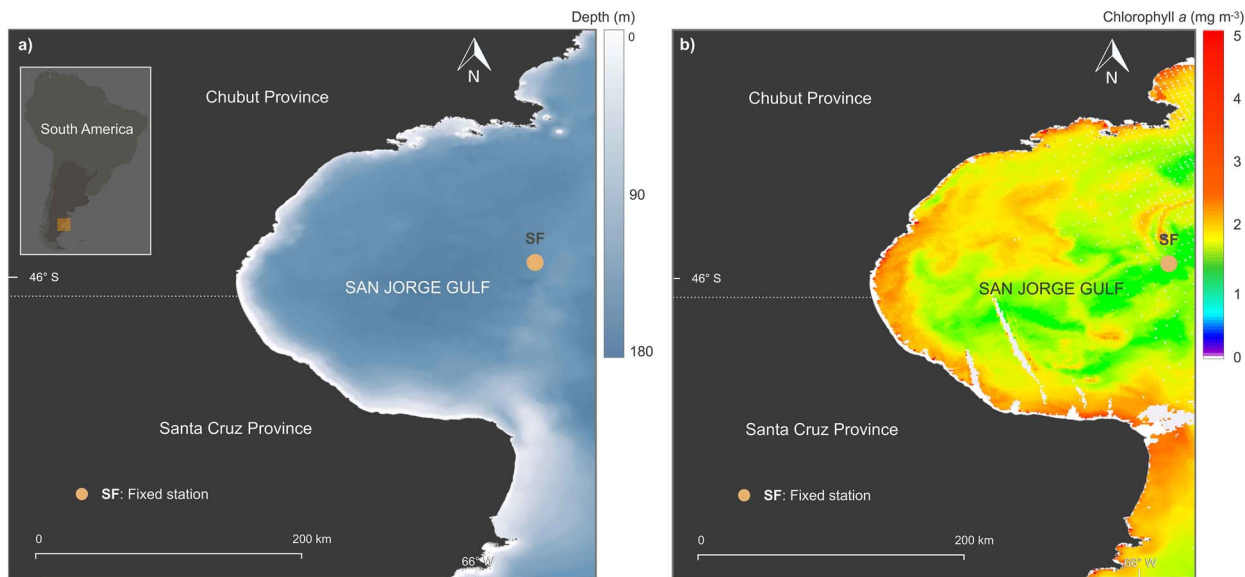 Depth (m)
a)
0
N
Chubut Province
South America
90
SF
46° S
SAN JORGE GULF
180
Santa Cruz Province
SF: Fixed station
0
200 km
66° W
Chlorophyll a (mg m-3)
b)
5
N
Chubut Province
4
3
SF
46° S
SAN JORGE GULF
2
1
0
Santa Cruz Province
SF: Fixed station
0
200 km
66° W